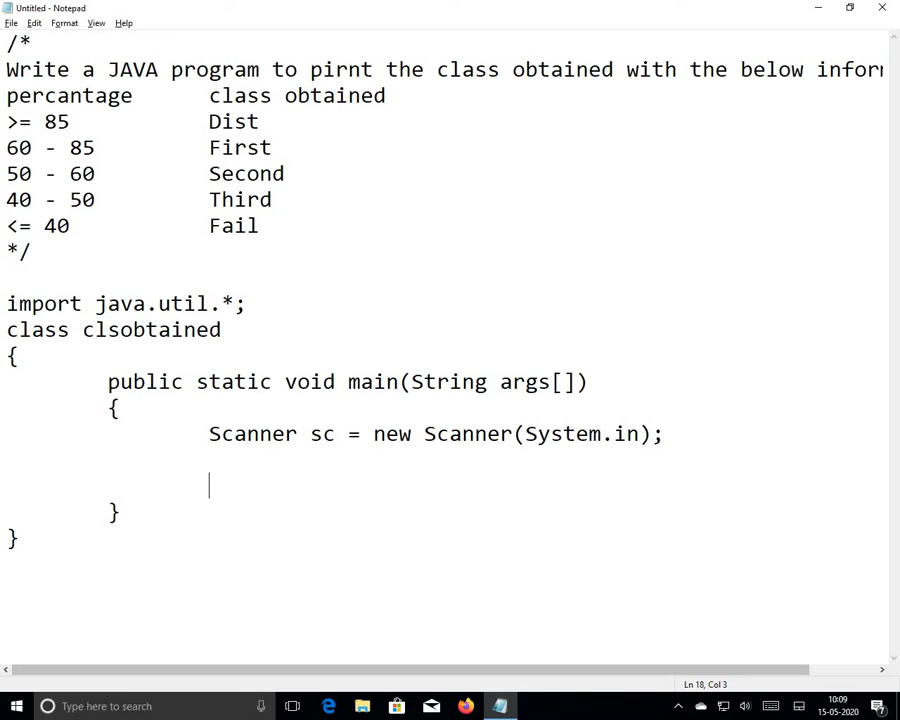 Untitled - Notepad
File Edit Format View Help
/*
Write a JAVA program to pirnt the class obtained with the below
percantage class obtained
>= 85 Dist
60 - 85 First
50 - 60 Second
40 - 50 Third
<= 40 Fail
*/
import java.util.*;
class clsobtained
{
public static void main(String args[])
{
Scanner sc = new Scanner(System.in);
}
}
Ln 18, Col 3
Type here to search
10:09
15-05-2020
7